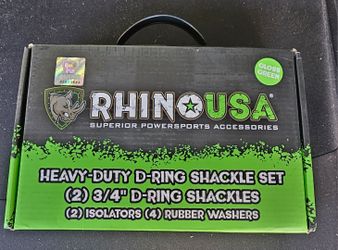 GLOSS
GREEN
RHINO USA®
SUPERIOR POWERSPORTS ACCESSORIES
HEAVY-DUTY D-RING SHACKLE SET
(2) 3/4" D-RING SHACKLES
(2) ISOLATORS (4) RUBBER WASHERS